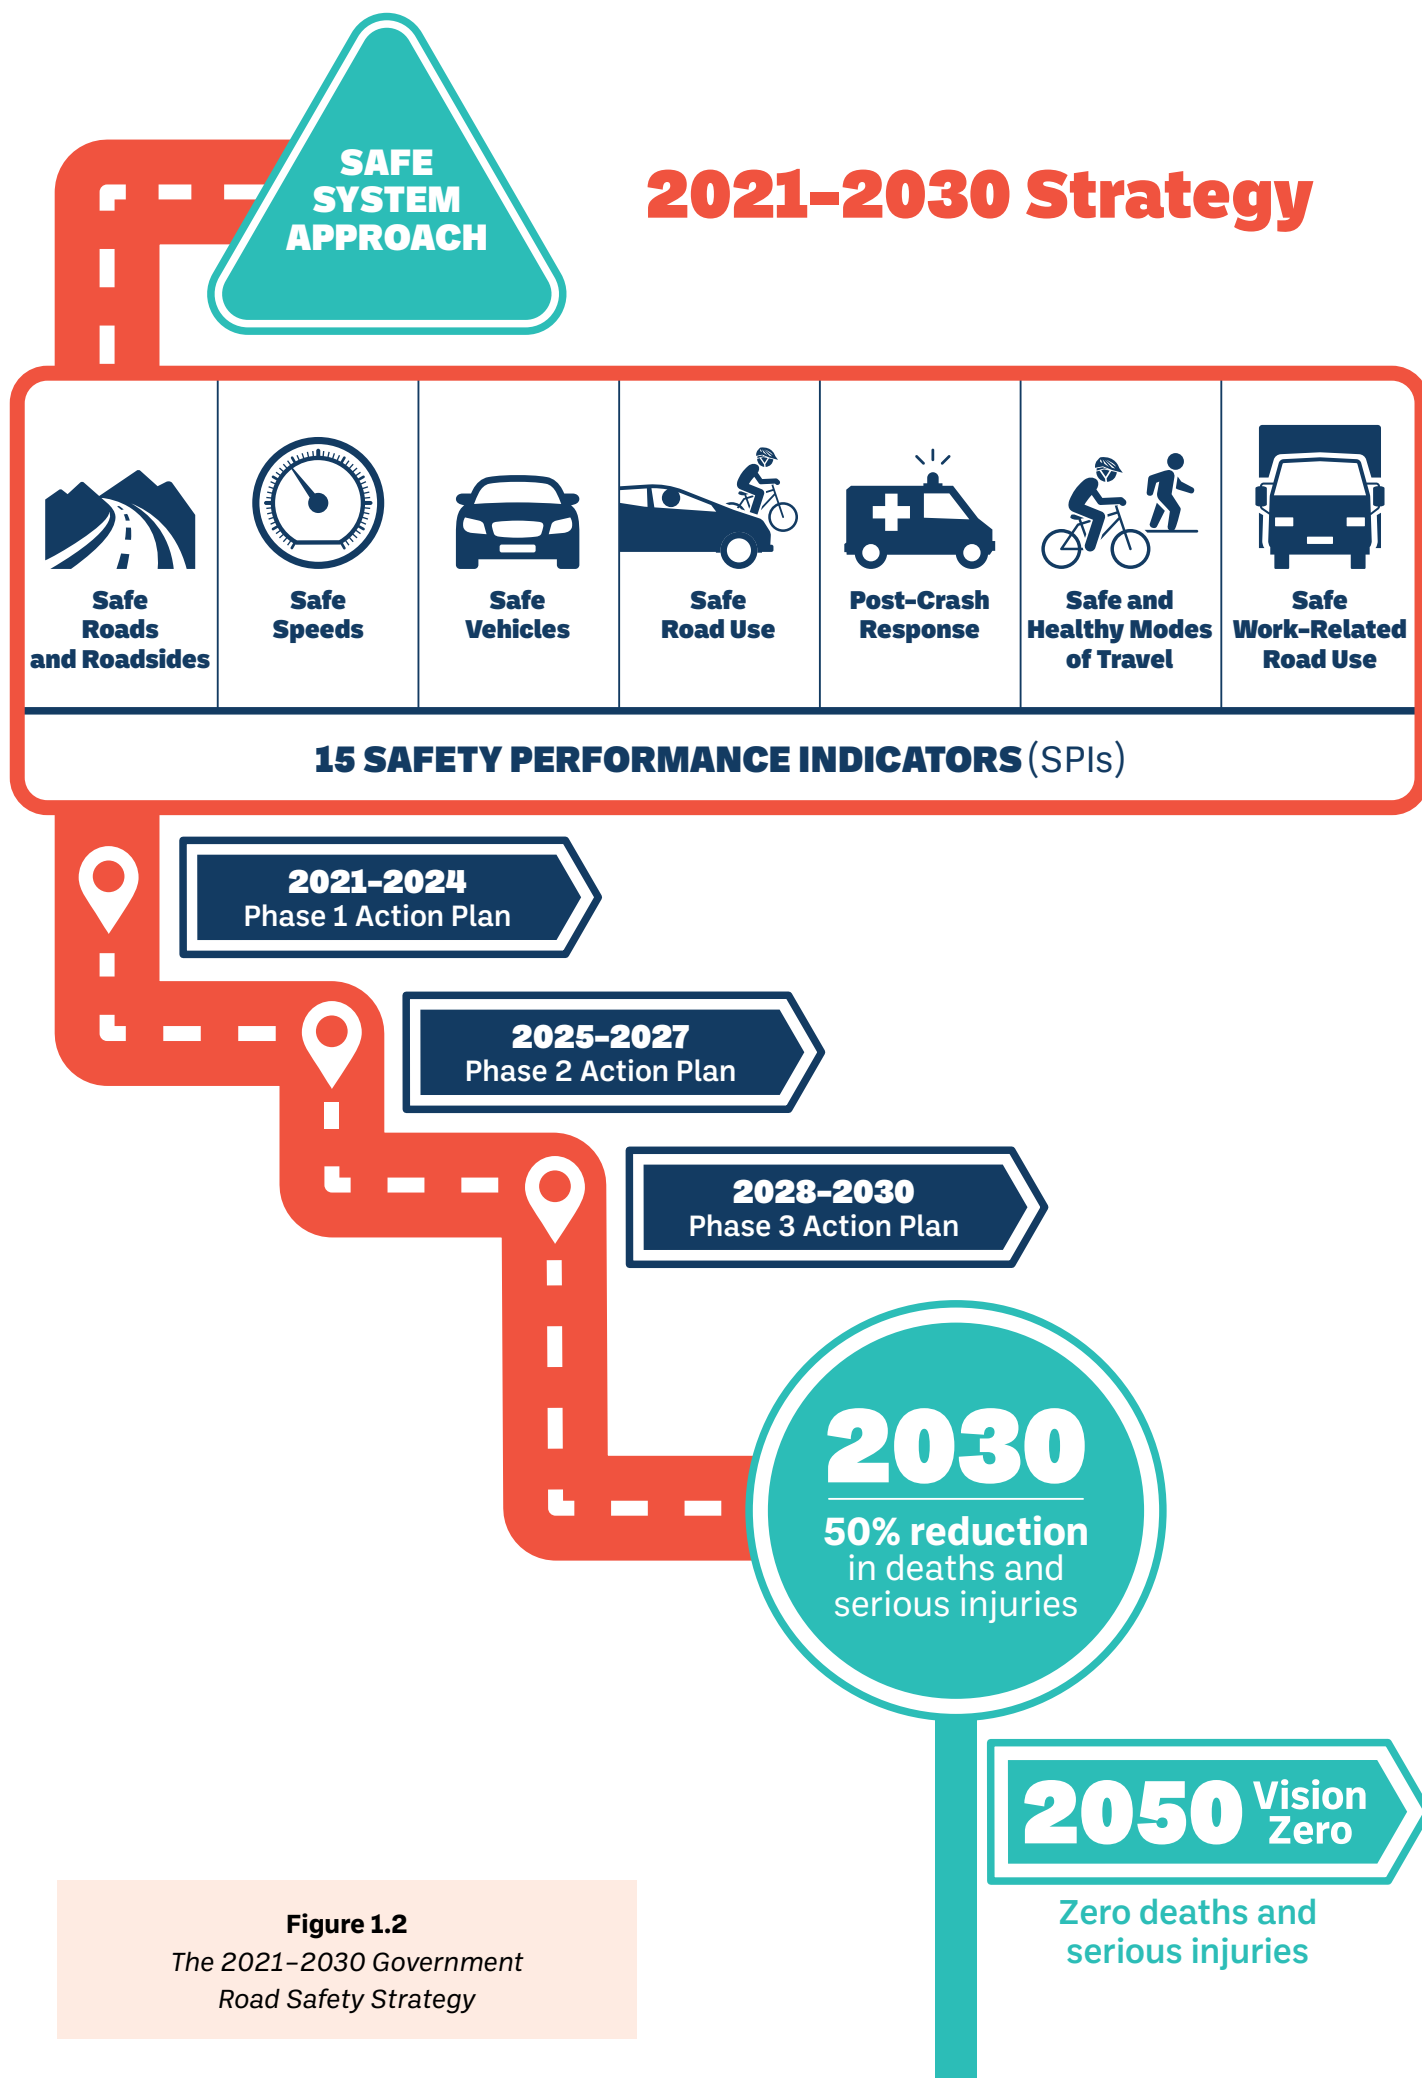 SAFE
SYSTEM
APPROACH
2021–2030 Strategy
Safe
Roads
and Roadsides
Safe
Speeds
Safe
Vehicles
Safe
Road Use
Post-Crash
Response
Safe and
Healthy Modes
of Travel
Safe
Work-Related
Road Use
15 SAFETY PERFORMANCE INDICATORS (SPIs)
2021–2024
Phase 1 Action Plan
2025–2027
Phase 2 Action Plan
2028–2030
Phase 3 Action Plan
2030
50% reduction
in deaths and
serious injuries
2050 Vision
Zero
Zero deaths and
serious injuries
Figure 1.2
The 2021–2030 Government
Road Safety Strategy